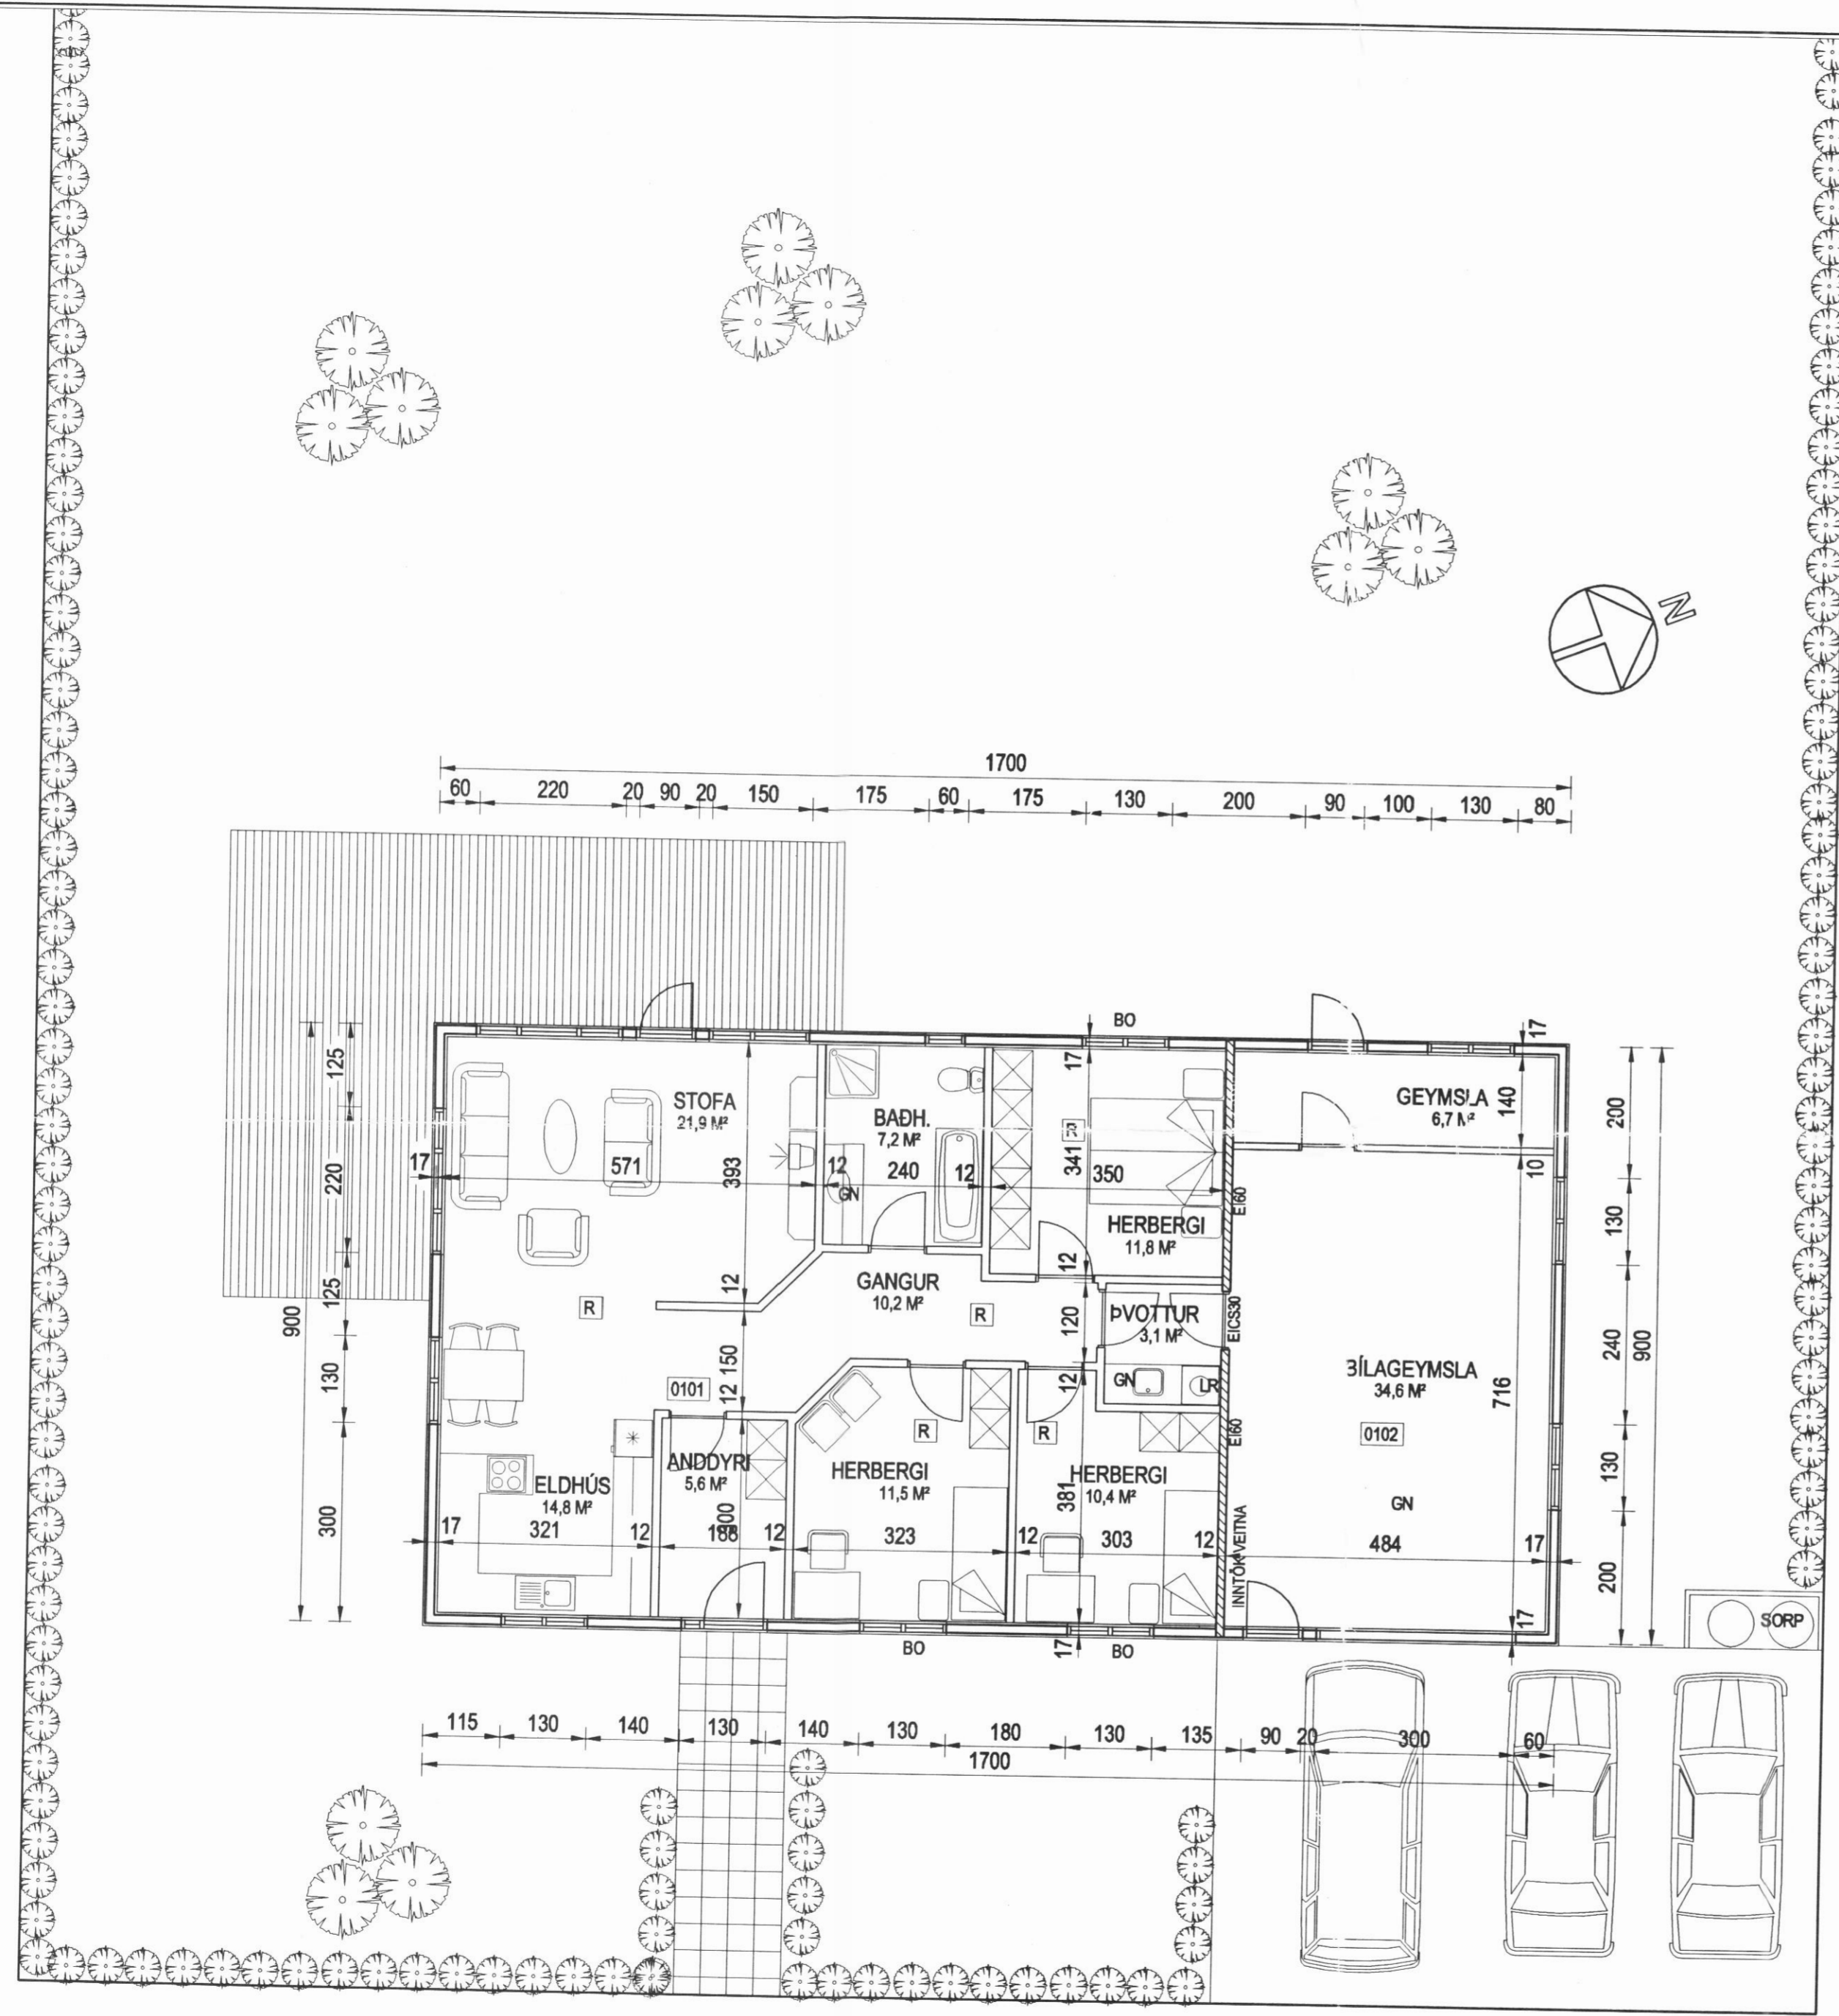 N
1700
60 220 20 90 20 150 175 60 175 130 200 90 100 130 80
BO
17
17
125
STOFA
21,9 M²
BAÐH.
7,2 M²
GEYMSLA
6,7 M²
140
200
17
571
393
12
240
12
341
350
10
GN
220
EI60
HERBERGI
11,8 M²
130
12
12
GANGUR
10,2 M²
125
R
R
120
ÞVOTTUR
3,1 M²
EICS30
900
240
900
150
130
BÍLAGEYMSLA
34,6 M²
716
0101
12
12
GN
LR
R
R
EI60
0102
ANDDYRI
5,6 M²
HERBERGI
11,5 M²
HERBERGI
10,4 M²
381
ELDHÚS
14,8 M²
130
GN
300
300
17
321
12
188
12
323
12
303
12
INNTÖK VEITNA
484
17
200
17
SORP
BO
17
BO
115 130 140 130 140 130 180 130 135 90 20 300 60
1700